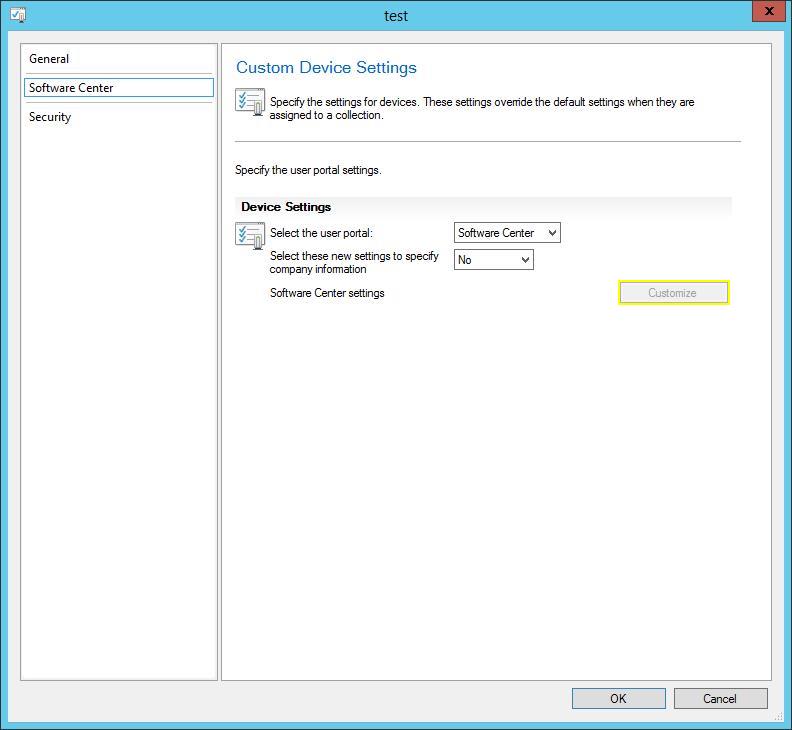 test
x
General
Software Center
Security
Custom Device Settings
Specify the settings for devices. These settings override the default settings when they are
assigned to a collection.
Specify the user portal settings.
Device Settings
Select the user portal:
Software Center
Select these new settings to specify
company information
No
Software Center settings
Customize
OK
Cancel